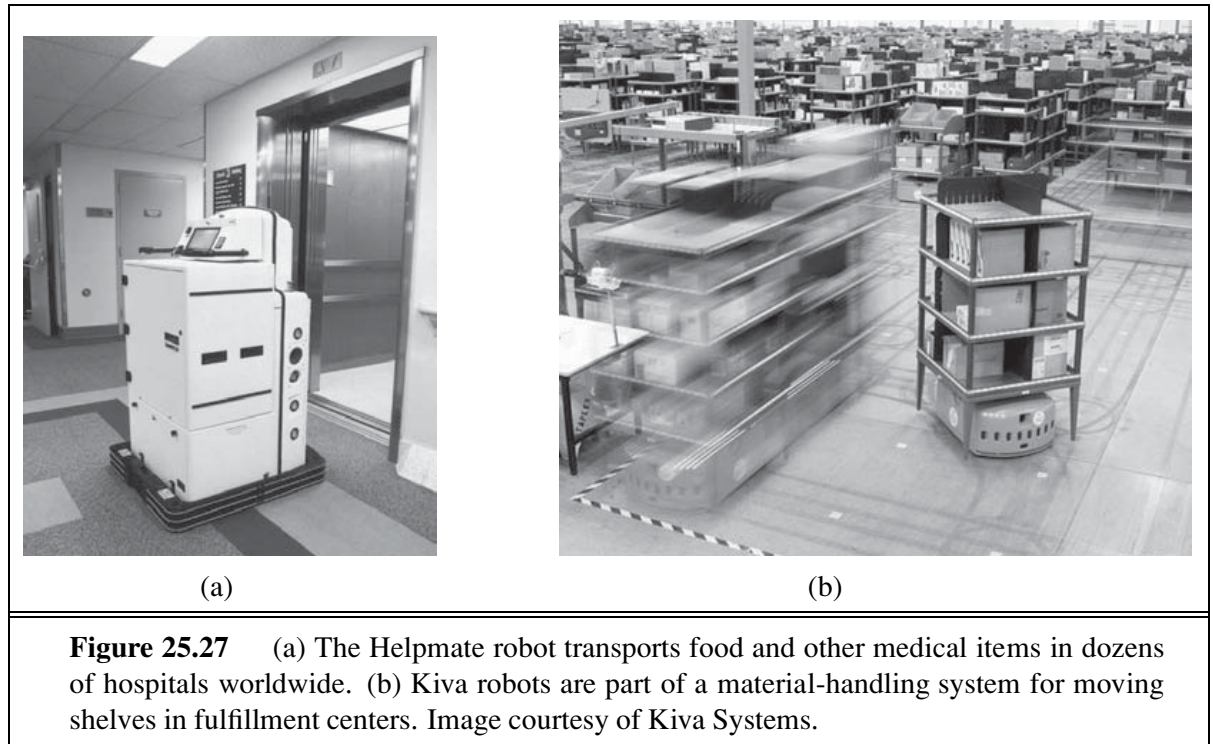 STAPLES
(a)
(b)
Figure 25.27 (a) The Helpmate robot transports food and other medical items in dozens
of hospitals worldwide. (b) Kiva robots are part of a material-handling system for moving
shelves in fulfillment centers. Image courtesy of Kiva Systems.